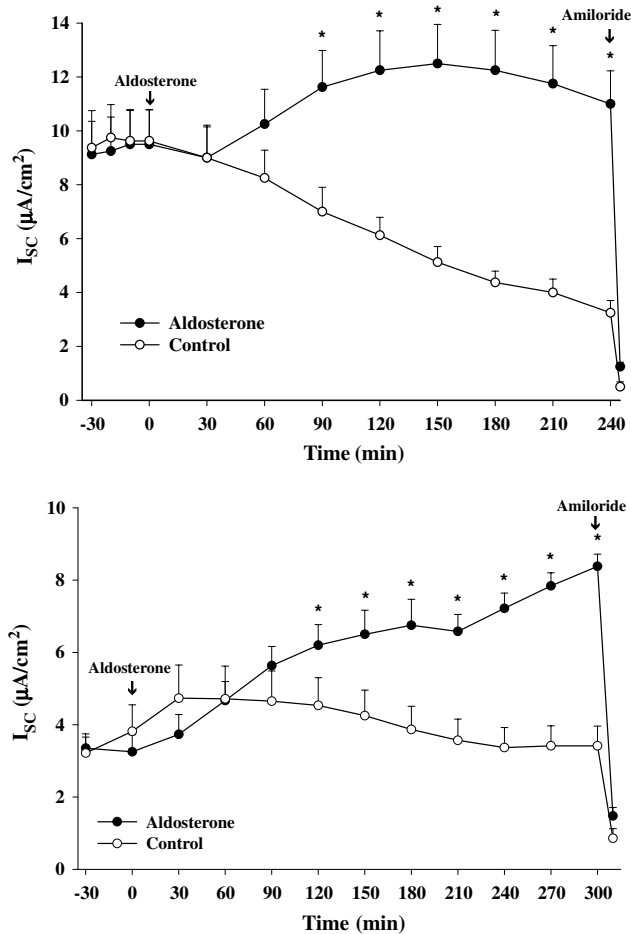 14
12
10
8
6
4
2
0
I_SC (μA/cm²)
Aldosterone
↓
Amiloride
↓
* * * * * *
Aldosterone
Control
-30 0 30 60 90 120 150 180 210 240
Time (min)
10
8
6
4
2
0
I_SC (μA/cm²)
Aldosterone
↓
Amiloride
↓
* * * * * * *
Aldosterone
Control
-30 0 30 60 90 120 150 180 210 240 270 300
Time (min)